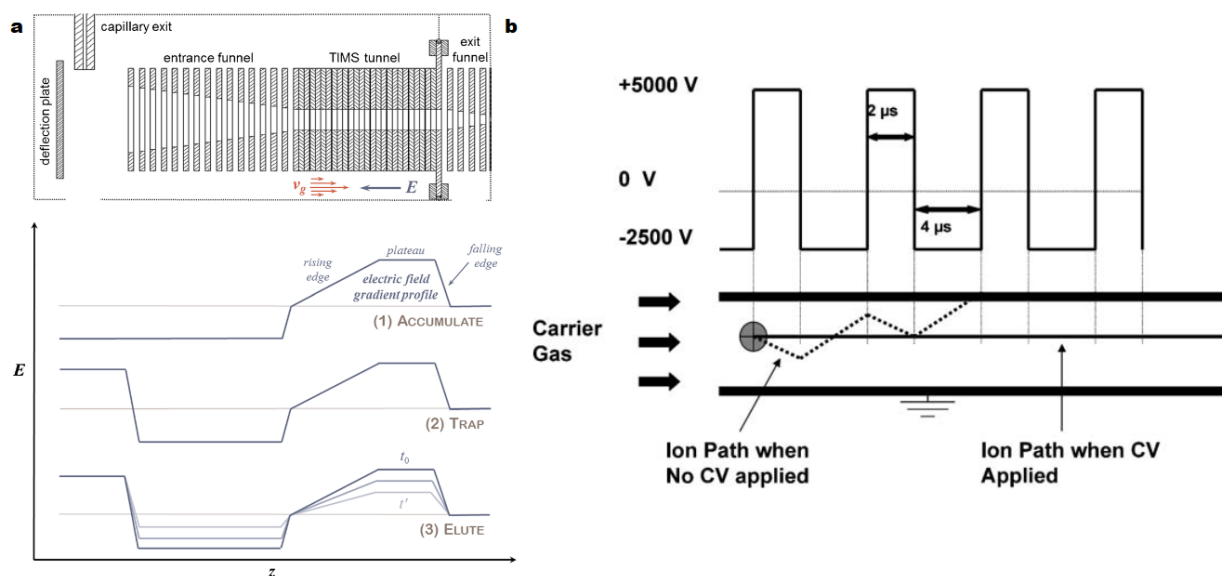 a
capillary exit
deflection plate
entrance funnel
TIMS tunnel
exit
funnel
v_g
E
rising
edge
plateau
falling
edge
electric field
gradient profile
(1) ACCUMULATE
E
(2) TRAP
t₀
t'
(3) ELUTE
z
b
+5000 V
2 µs
0 V
4 µs
-2500 V
Carrier
Gas
Ion Path when
No CV applied
Ion Path when CV
Applied